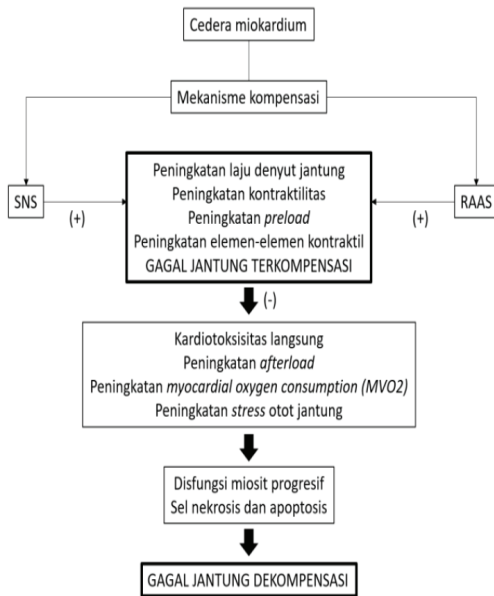 Cedera miokardium
Mekanisme kompensasi
SNS
(+)
Peningkatan laju denyut jantung
Peningkatan kontraktilitas
Peningkatan preload
Peningkatan elemen-elemen kontraktil
GAGAL JANTUNG TERKOMPENSASI
(+)
RAAS
(-)
Kardiotoksisitas langsung
Peningkatan afterload
Peningkatan myocardial oxygen consumption (MVO2)
Peningkatan stress otot jantung
Disfungsi miosit progresif
Sel nekrosis dan apoptosis
GAGAL JANTUNG DEKOMPENSASI